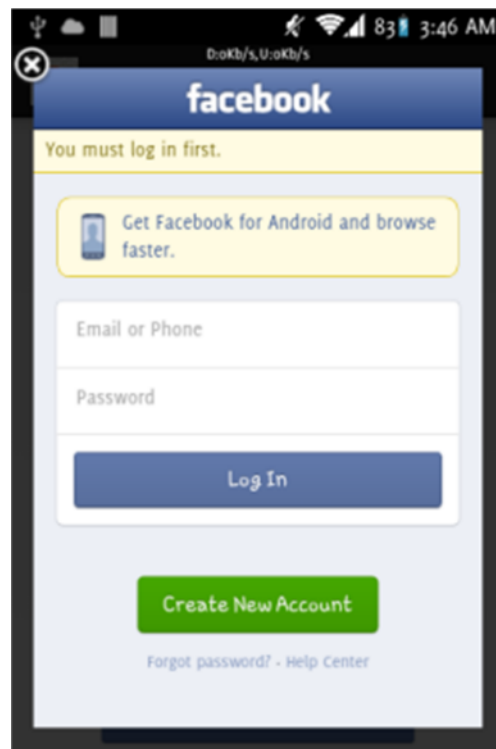 83 3:46 AM
D:0Kb/s,U:0Kb/s
facebook
You must log in first.
Get Facebook for Android and browse
faster.
Email or Phone
Password
Log In
Create New Account
Forgot password? - Help Center